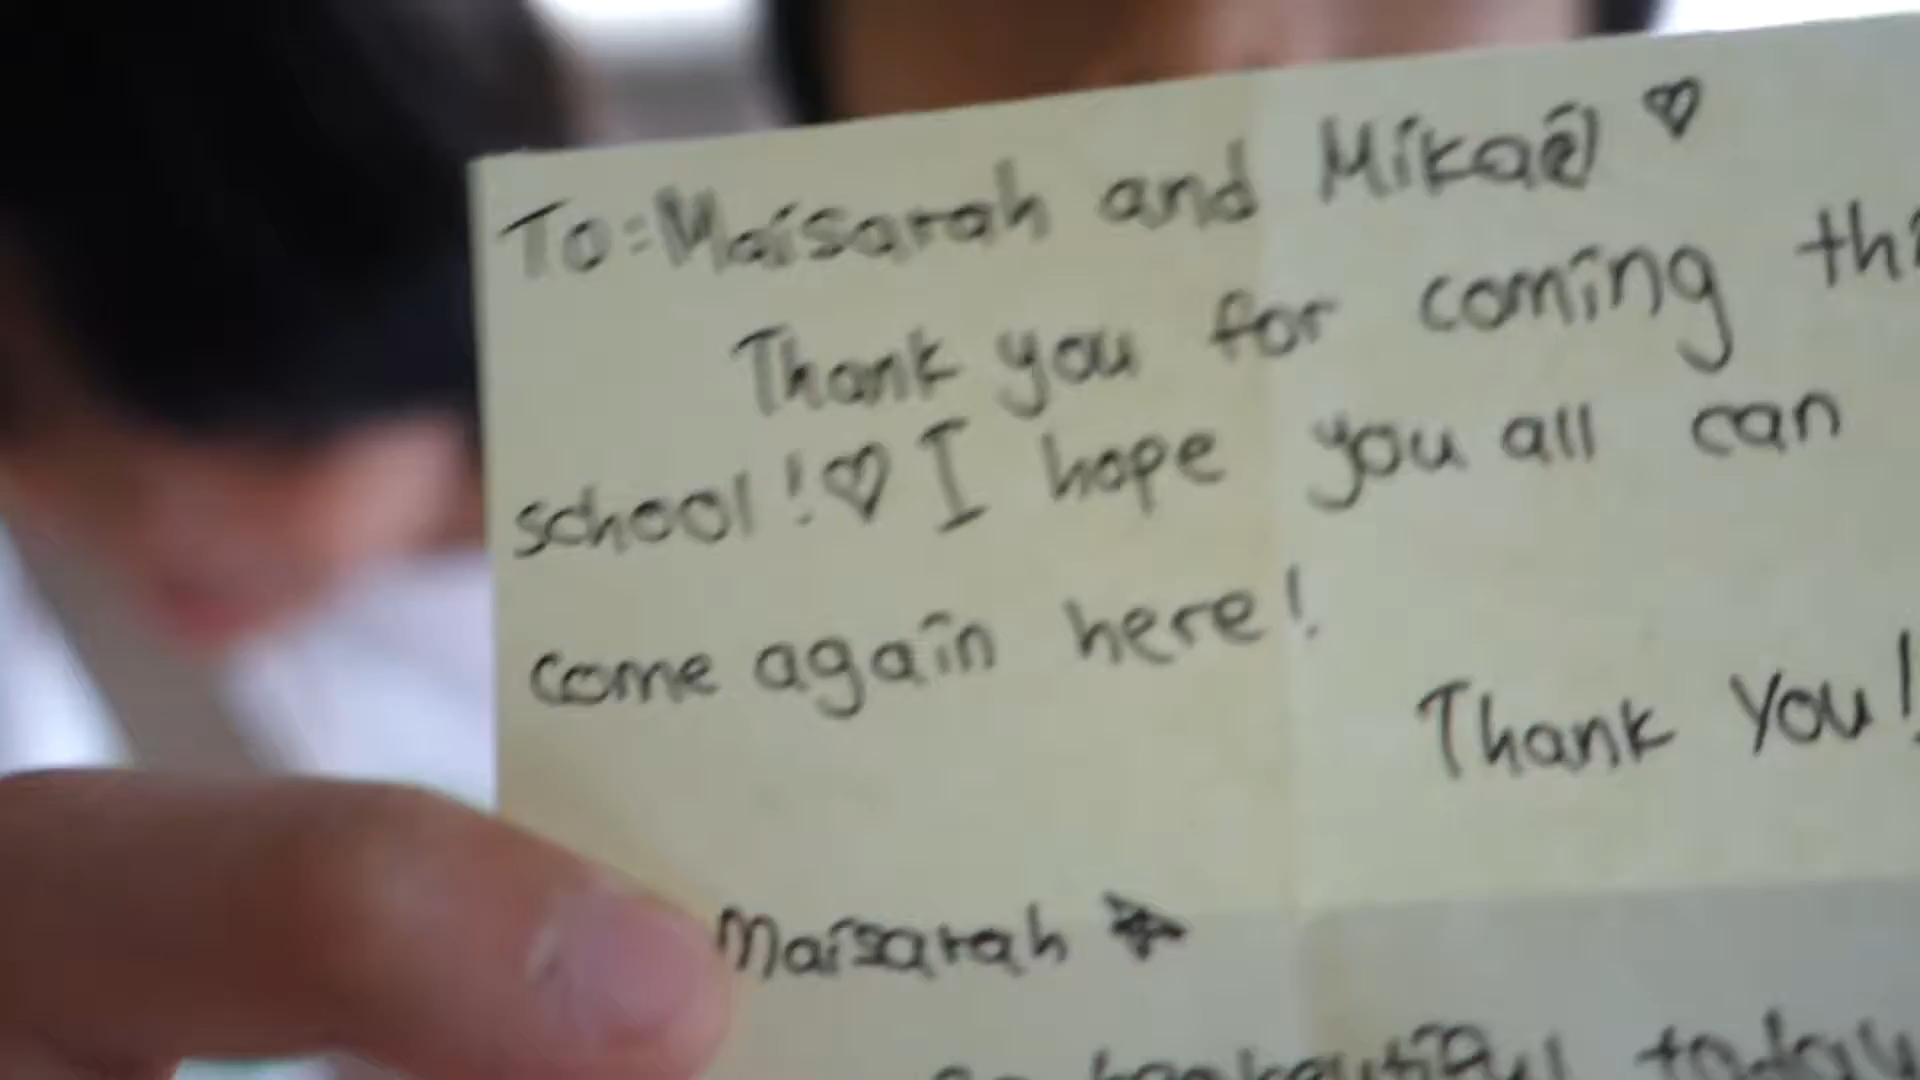 To: Maisarah and Mikael ♡
Thank you for coming
school! ♡ I hope you all can
come again here!
Thank You!
Maisarah ☆
today